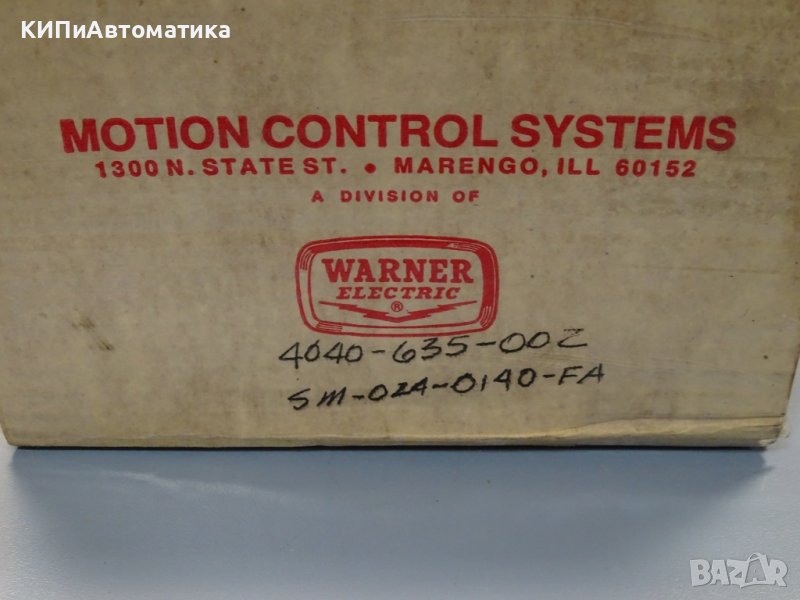 КИПиАвтоматика
MOTION CONTROL SYSTEMS
1300 N. STATE ST. • MARENGO, ILL 60152
A DIVISION OF
WARNER
ELECTRIC
®
4040-635-002
SM-024-0140-FA
BAZAR